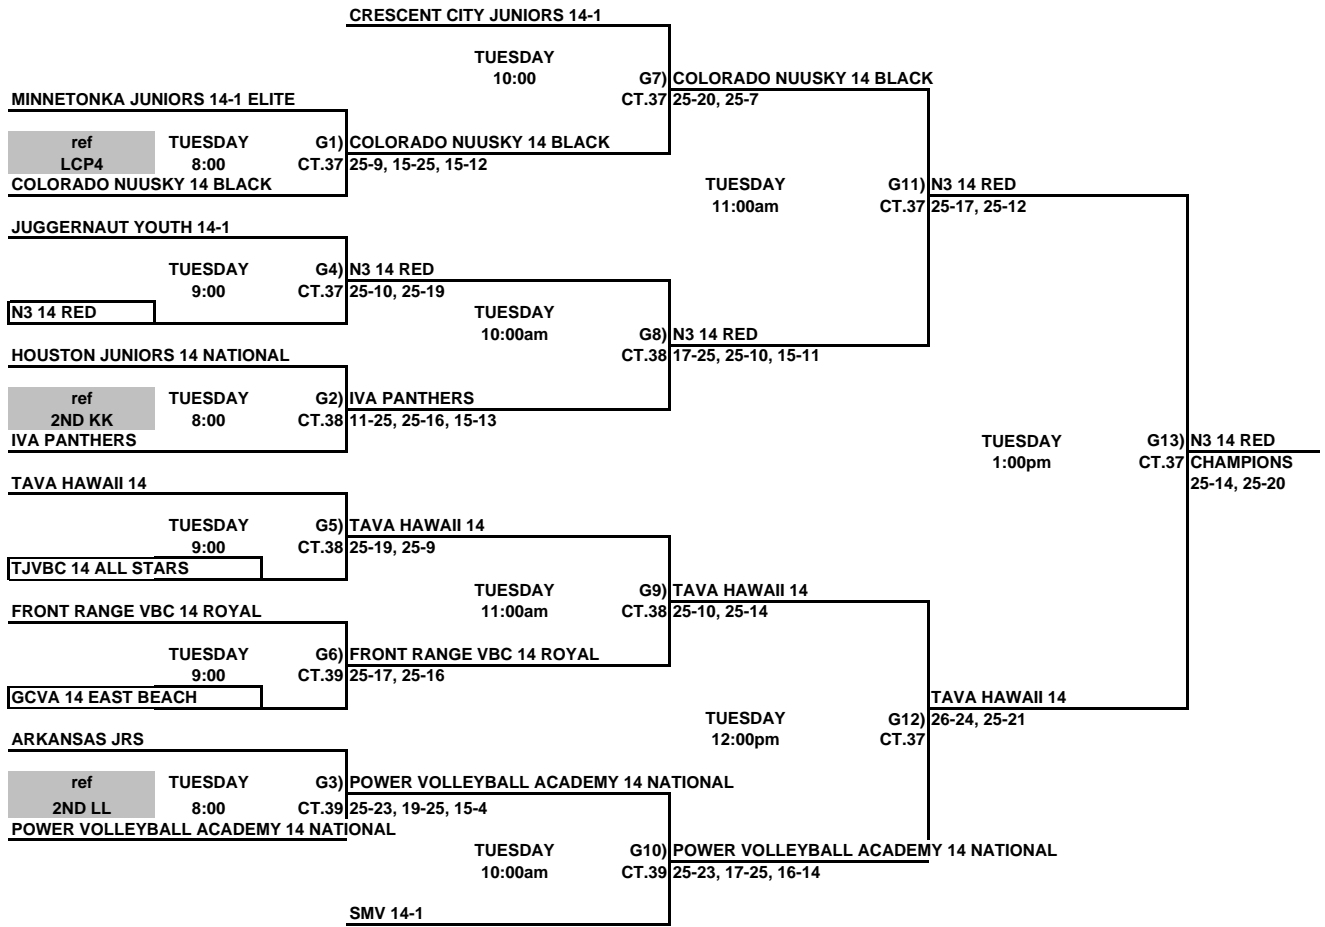 CRESCENT CITY JUNIORS 14-1
TUESDAY
10:00
G7) COLORADO NUUSKY 14 BLACK
CT.37 25-20, 25-7
MINNETONKA JUNIORS 14-1 ELITE
ref TUESDAY G1) COLORADO NUUSKY 14 BLACK
LCP4 8:00 CT.37 25-9, 15-25, 15-12
COLORADO NUUSKY 14 BLACK
TUESDAY G11) N3 14 RED
11:00am CT.37 25-17, 25-12
JUGGERNAUT YOUTH 14-1
TUESDAY G4) N3 14 RED
9:00 CT.37 25-10, 25-19
N3 14 RED
TUESDAY
10:00am G8) N3 14 RED
CT.38 17-25, 25-10, 15-11
HOUSTON JUNIORS 14 NATIONAL
ref TUESDAY G2) IVA PANTHERS
2ND KK 8:00 CT.38 11-25, 25-16, 15-13
IVA PANTHERS
TUESDAY G13) N3 14 RED
1:00pm CT.37 CHAMPIONS
25-14, 25-20
TAVA HAWAII 14
TUESDAY G5) TAVA HAWAII 14
9:00 CT.38 25-19, 25-9
TJVBC 14 ALL STARS
TUESDAY G9) TAVA HAWAII 14
11:00am CT.38 25-10, 25-14
FRONT RANGE VBC 14 ROYAL
TUESDAY G6) FRONT RANGE VBC 14 ROYAL
9:00 CT.39 25-17, 25-16
GCVA 14 EAST BEACH
TAVA HAWAII 14
TUESDAY G12) 26-24, 25-21
12:00pm CT.37
ARKANSAS JRS
ref TUESDAY G3) POWER VOLLEYBALL ACADEMY 14 NATIONAL
2ND LL 8:00 CT.39 25-23, 19-25, 15-4
POWER VOLLEYBALL ACADEMY 14 NATIONAL
TUESDAY G10) POWER VOLLEYBALL ACADEMY 14 NATIONAL
10:00am CT.39 25-23, 17-25, 16-14
SMV 14-1